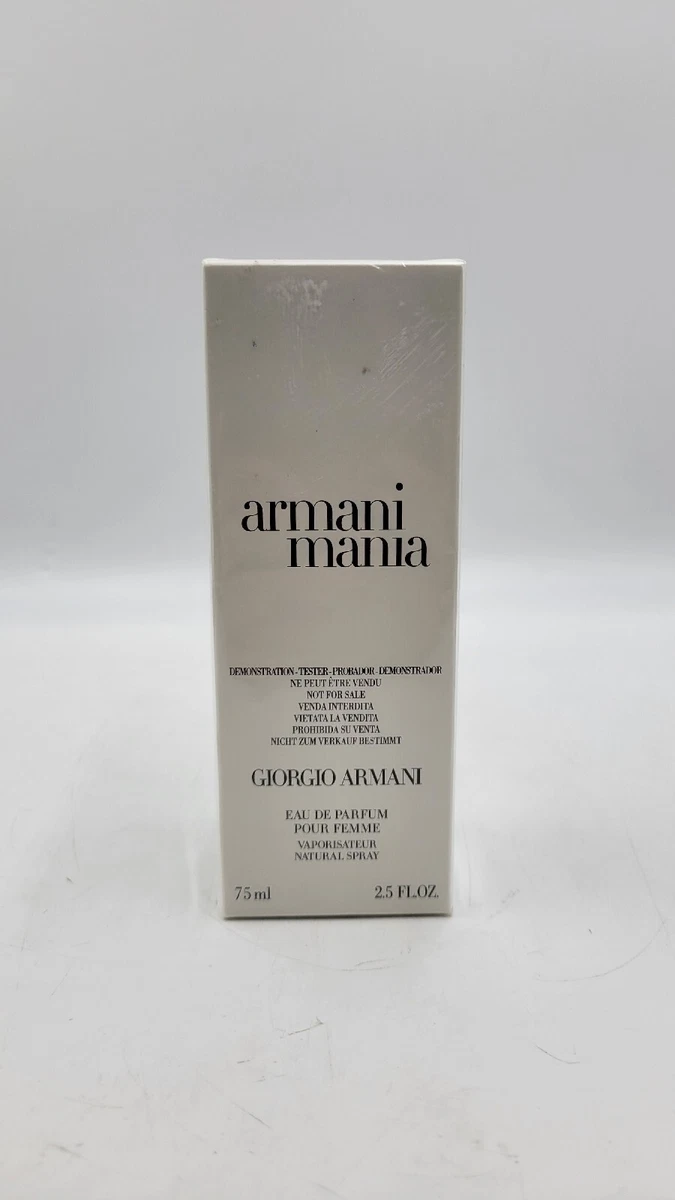 armani
mania
DEMONSTRATION-TESTER-PROBADOR-DEMONSTRADOR
NE PEUT ÊTRE VENDU
NOT FOR SALE
VENDA INTERDITA
VIETATA LA VENDITA
PROHIBIDA SU VENTA
NICHT ZUM VERKAUF BESTIMMT
GIORGIO ARMANI
EAU DE PARFUM
POUR FEMME
VAPORISATEUR
NATURAL SPRAY
75 ml 2.5 FL.OZ.